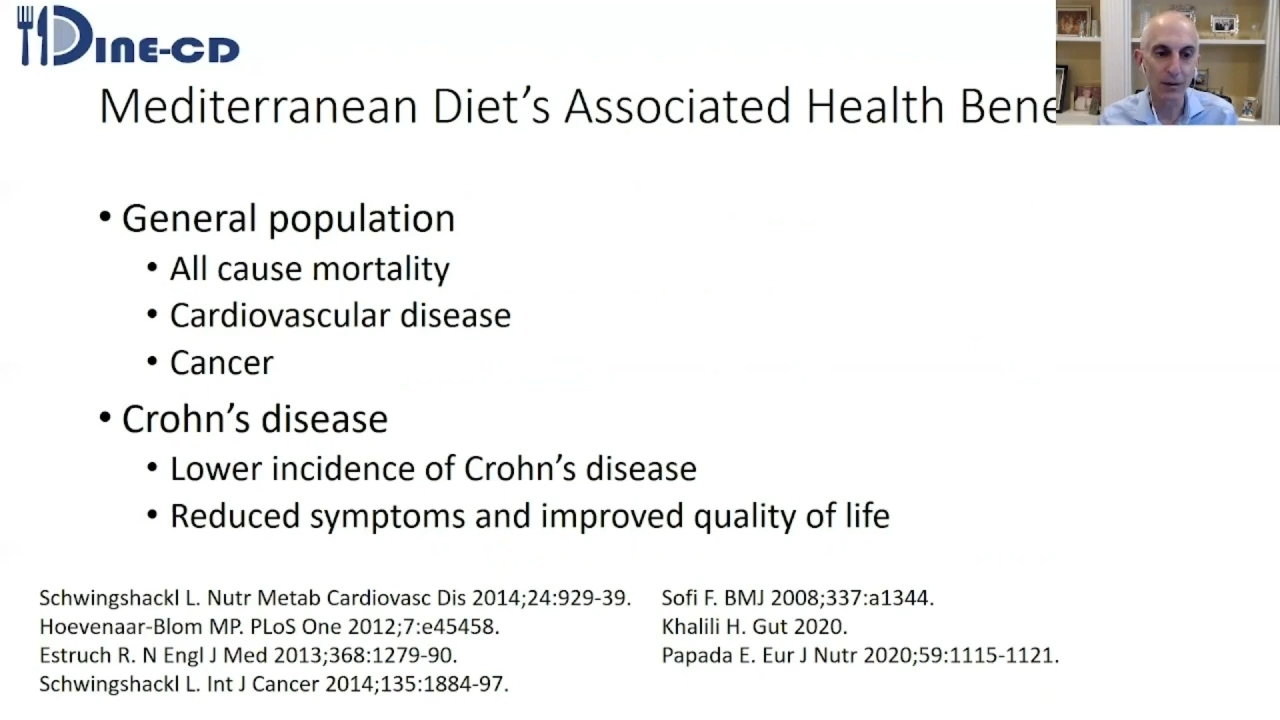 DINE-CD
Mediterranean Diet's Associated Health Bene
• General population
• All cause mortality
• Cardiovascular disease
• Cancer
• Crohn's disease
• Lower incidence of Crohn's disease
• Reduced symptoms and improved quality of life
Schwingshackl L. Nutr Metab Cardiovasc Dis 2014;24:929-39.
Hoevenaar-Blom MP. PLoS One 2012;7:e45458.
Estruch R. N Engl J Med 2013;368:1279-90.
Schwingshackl L. Int J Cancer 2014;135:1884-97.
Sofi F. BMJ 2008;337:a1344.
Khalili H. Gut 2020.
Papada E. Eur J Nutr 2020;59:1115-1121.